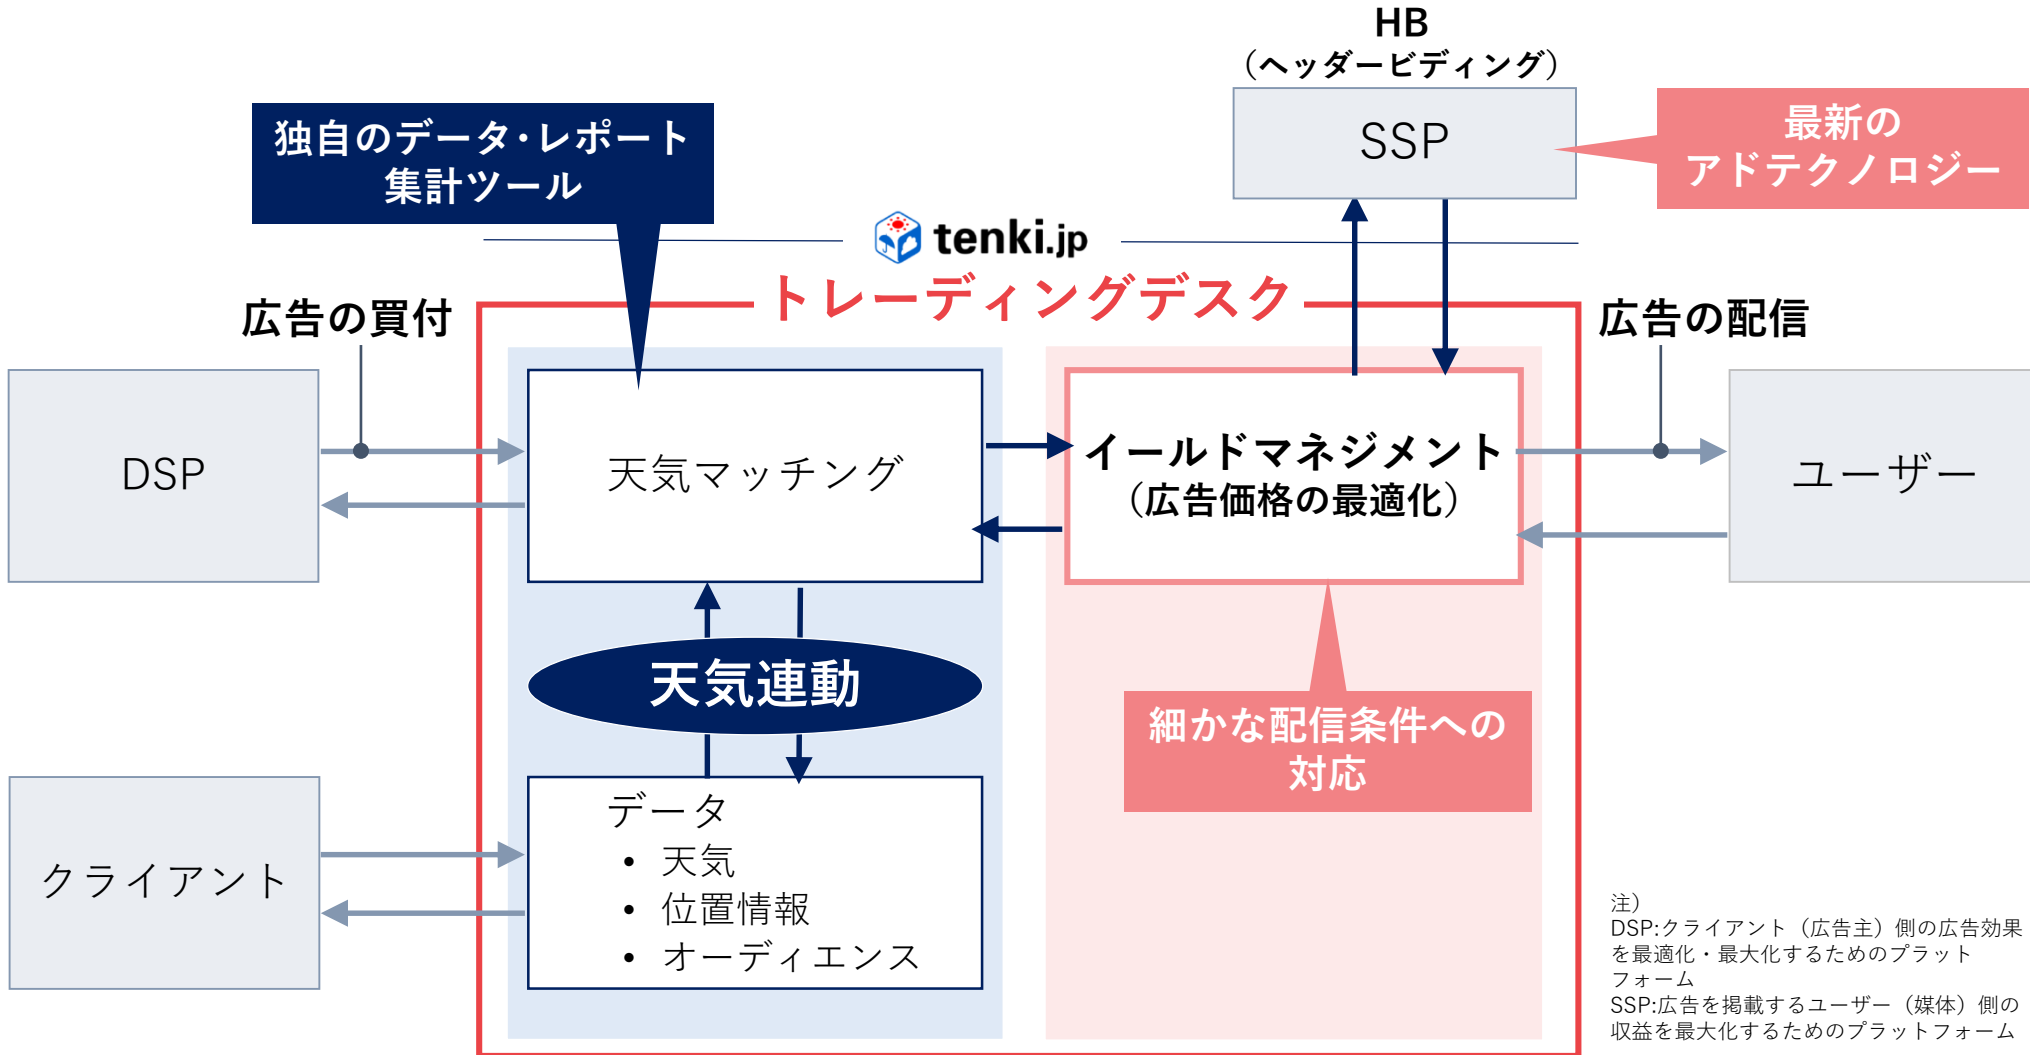 HB
（ヘッダービディング）
SSP
最新の
アドテクノロジー
独自のデータ・レポート
集計ツール
tenki.jp
トレーディングデスク
広告の買付
広告の配信
DSP
天気マッチング
イールドマネジメント
（広告価格の最適化）
ユーザー
天気連動
細かな配信条件への
対応
クライアント
データ
• 天気
• 位置情報
• オーディエンス
注）
DSP:クライアント（広告主）側の広告効果
を最適化・最大化するためのプラット
フォーム
SSP:広告を掲載するユーザー（媒体）側の
収益を最大化するためのプラットフォーム